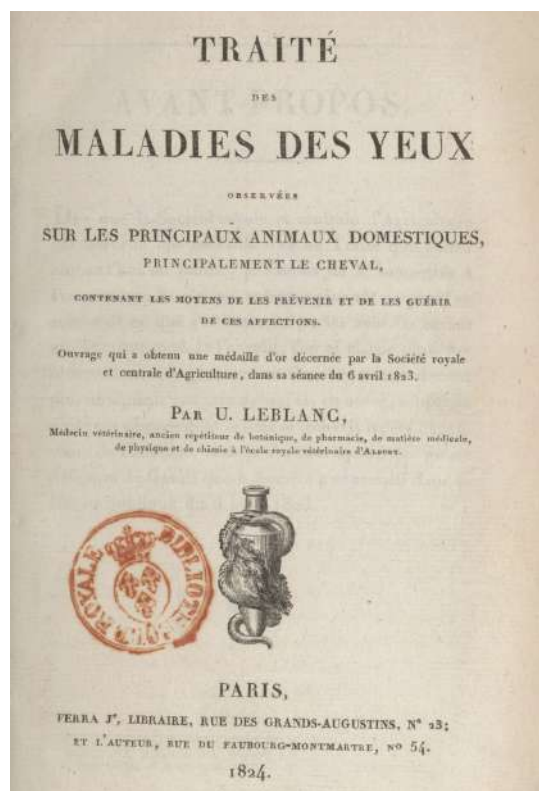 TRAITÉ
DES
MALADIES DES YEUX
OBSERVÉES
SUR LES PRINCIPAUX ANIMAUX DOMESTIQUES,
PRINCIPALEMENT LE CHEVAL,
CONTENANT LES MOYENS DE LES PRÉVENIR ET DE LES GUÉRIR
DE CES AFFECTIONS.
Ouvrage qui a obtenu une médaille d'or décernée par la Société royale
et centrale d'Agriculture, dans sa séance du 6 avril 1823.
PAR U. LEBLANC,
Médecin vétérinaire, ancien répétiteur de botanique, de pharmacie, de matière médicale,
de physique et de chimie à l'école royale vétérinaire d'ALFORT.
BIBLIOTHÈQUE ROYALE
PARIS,
FERRA Jᵉ, LIBRAIRE, RUE DES GRANDS-AUGUSTINS, N° 23;
ET L'AUTEUR, RUE DU FAUBOURG-MONTMARTRE, N° 54.
1824.